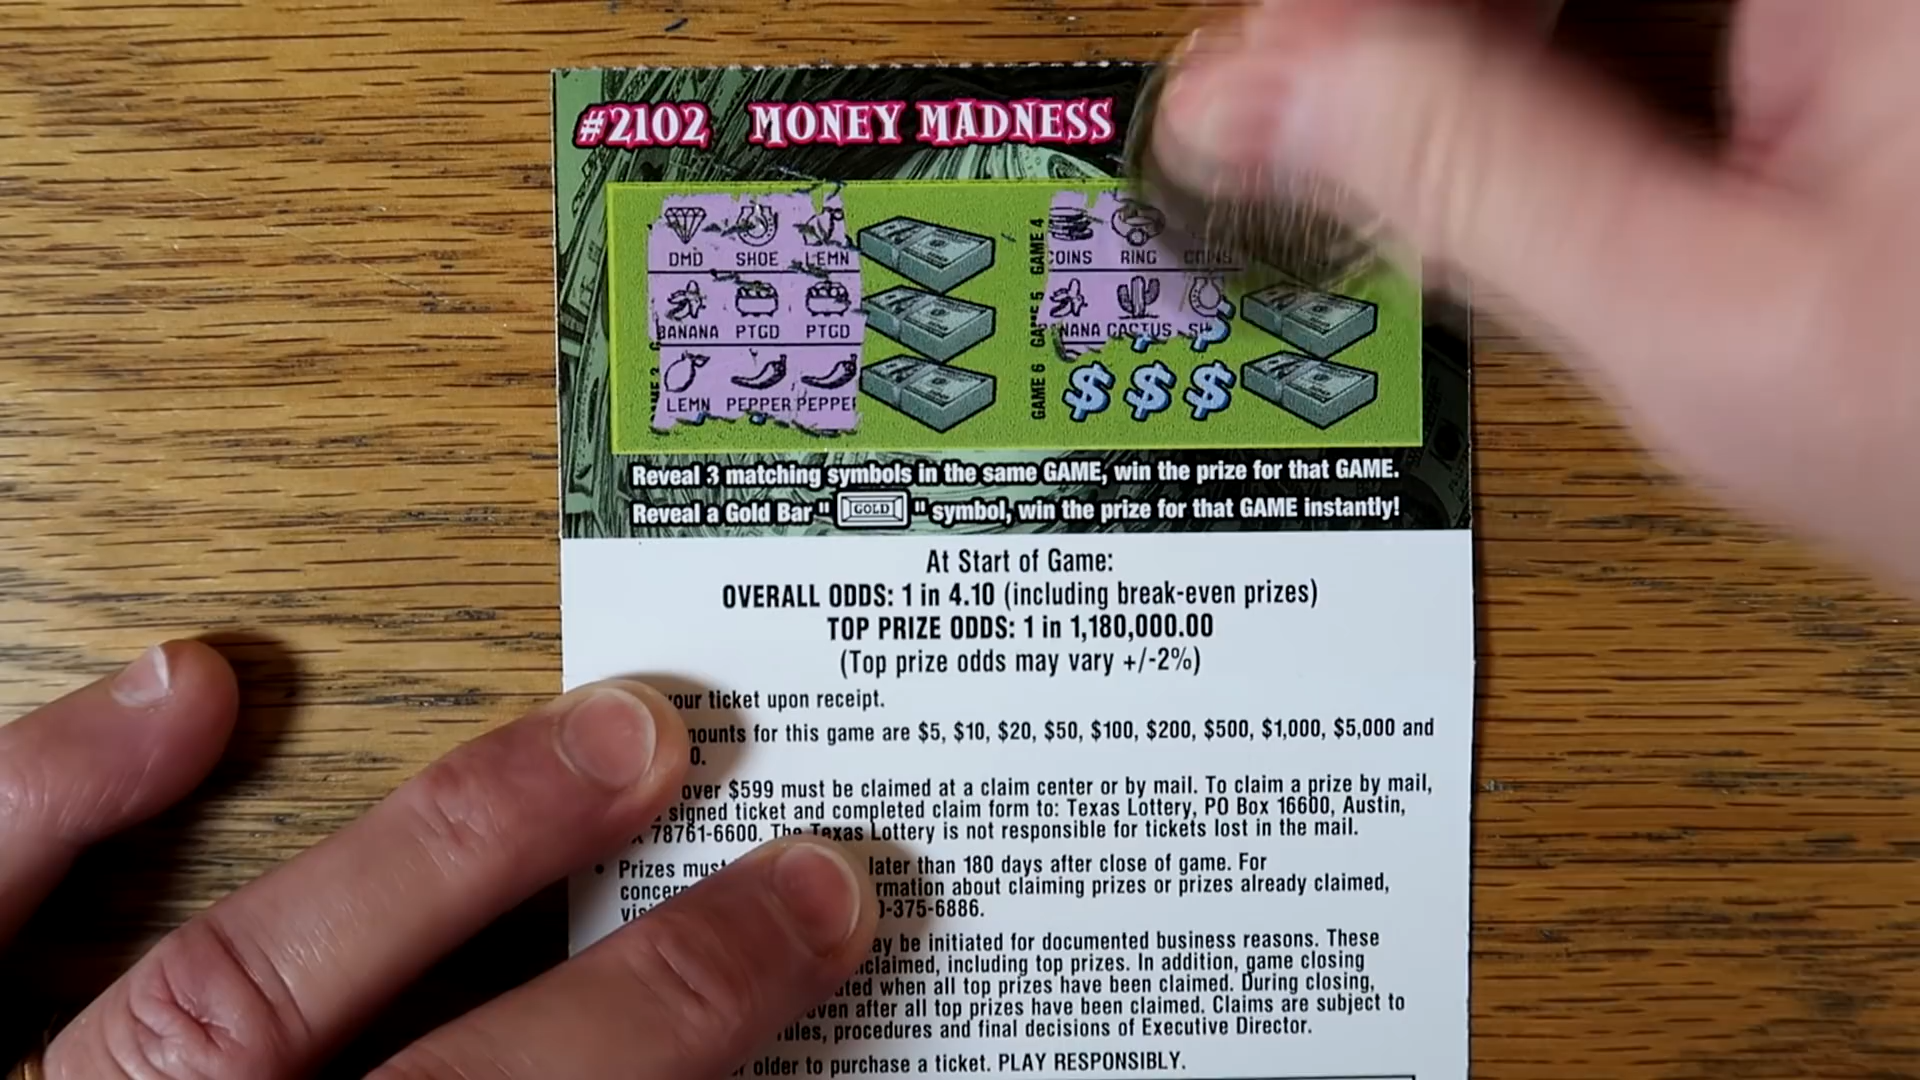 #2102 MONEY MADNESS
DMD SHOE LEMN
BANANA PTGD PTGD
LEMN PEPPER PEPPE
GAME 4
COINS RING COINS
GAME 5
NANA CACTUS SH
GAME 6
$ $ $
Reveal 3 matching symbols in the same GAME, win the prize for that GAME.
Reveal a Gold Bar " GOLD " symbol, win the prize for that GAME instantly!
At Start of Game:
OVERALL ODDS: 1 in 4.10 (including break-even prizes)
TOP PRIZE ODDS: 1 in 1,180,000.00
(Top prize odds may vary +/-2%)
your ticket upon receipt.
mounts for this game are $5, $10, $20, $50, $100, $200, $500, $1,000, $5,000 and
0.
over $599 must be claimed at a claim center or by mail. To claim a prize by mail,
signed ticket and completed claim form to: Texas Lottery, PO Box 16600, Austin,
78761-6600. The Texas Lottery is not responsible for tickets lost in the mail.
• Prizes must later than 180 days after close of game. For
concer rmation about claiming prizes or prizes already claimed,
vis 0-375-6886.
ay be initiated for documented business reasons. These
claimed, including top prizes. In addition, game closing
ated when all top prizes have been claimed. During closing,
even after all top prizes have been claimed. Claims are subject to
rules, procedures and final decisions of Executive Director.
older to purchase a ticket. PLAY RESPONSIBLY.